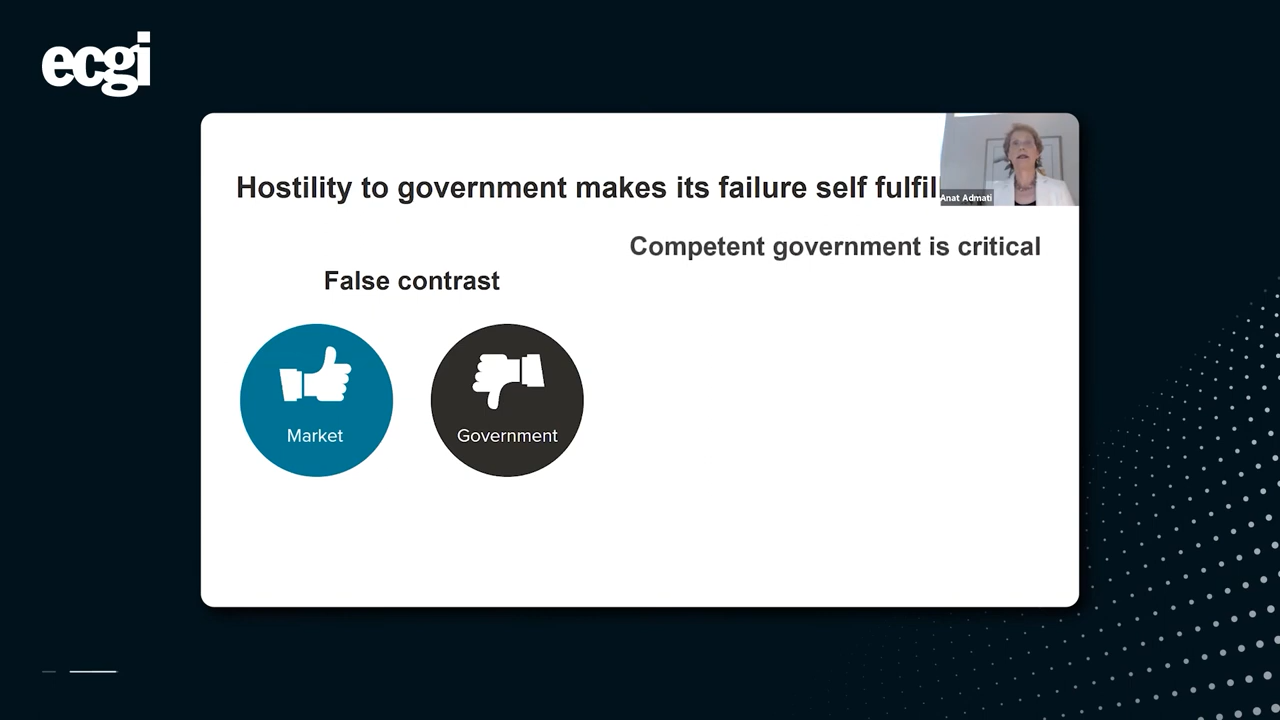 ecgi
Hostility to government makes its failure self fulfil
Anat Admati
Competent government is critical
False contrast
Market
Government